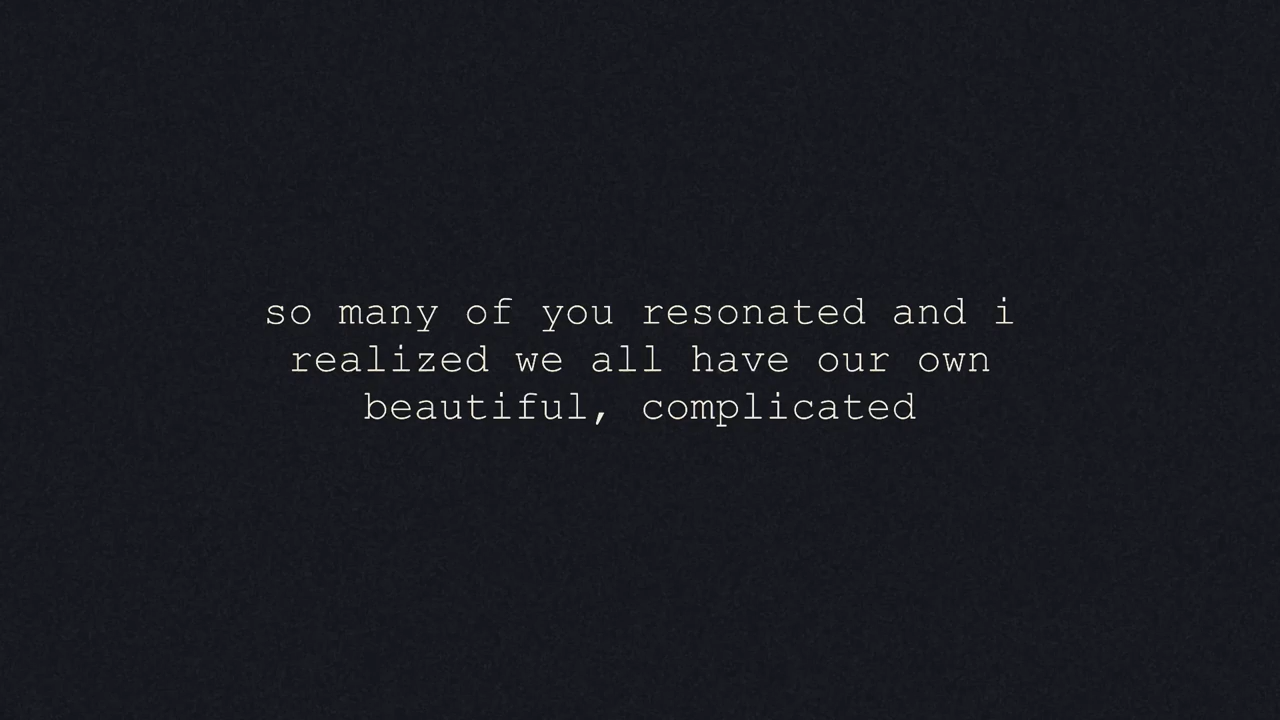 so many of you resonated and i
realized we all have our own
beautiful, complicated